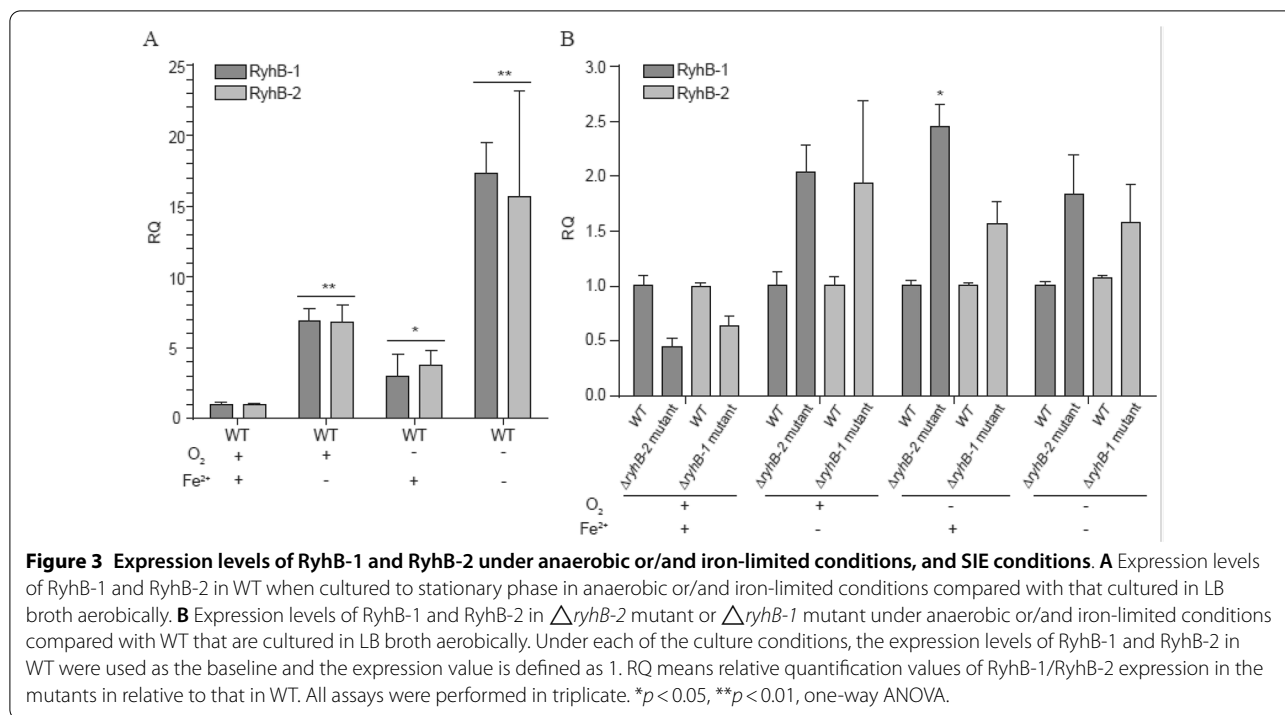 A
25
20
15
10
5
0
RQ
RyhB-1
RyhB-2
**
*
**
WT WT WT WT
O₂ + + - -
Fe²⁺ + - + -
B
3.0
2.5
2.0
1.5
1.0
0.5
0.0
RQ
RyhB-1
RyhB-2
*
WT ΔryhB-2 mutant WT ΔryhB-1 mutant WT ΔryhB-2 mutant WT ΔryhB-1 mutant WT ΔryhB-2 mutant WT ΔryhB-1 mutant WT ΔryhB-2 mutant WT ΔryhB-1 mutant
O₂ + + - -
Fe²⁺ + - + -
Figure 3 Expression levels of RyhB-1 and RyhB-2 under anaerobic or/and iron-limited conditions, and SIE conditions. A Expression levels
of RyhB-1 and RyhB-2 in WT when cultured to stationary phase in anaerobic or/and iron-limited conditions compared with that cultured in LB
broth aerobically. B Expression levels of RyhB-1 and RyhB-2 in △ryhB-2 mutant or △ryhB-1 mutant under anaerobic or/and iron-limited conditions
compared with WT that are cultured in LB broth aerobically. Under each of the culture conditions, the expression levels of RyhB-1 and RyhB-2 in
WT were used as the baseline and the expression value is defined as 1. RQ means relative quantification values of RyhB-1/RyhB-2 expression in the
mutants in relative to that in WT. All assays were performed in triplicate. *p < 0.05, **p < 0.01, one-way ANOVA.